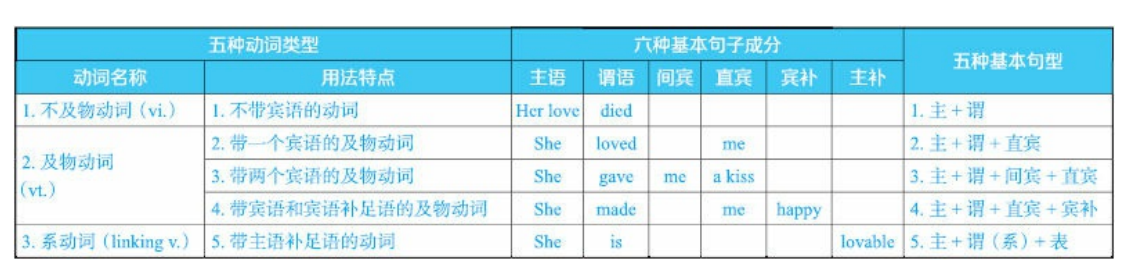 五种动词类型 六种基本句子成分 五种基本句型
动词名称 用法特点 主语 谓语 间宾 直宾 宾补 主补
1. 不及物动词（vi.） 1. 不带宾语的动词 Her love died 1. 主 + 谓
2. 及物动词
（vt.）
2. 带一个宾语的及物动词 She loved me 2. 主 + 谓 + 直宾
3. 带两个宾语的及物动词 She gave me a kiss 3. 主 + 谓 + 间宾 + 直宾
4. 带宾语和宾语补足语的及物动词 She made me happy 4. 主 + 谓 + 直宾 + 宾补
3. 系动词（linking v.） 5. 带主语补足语的动词 She is lovable 5. 主 + 谓（系）+ 表